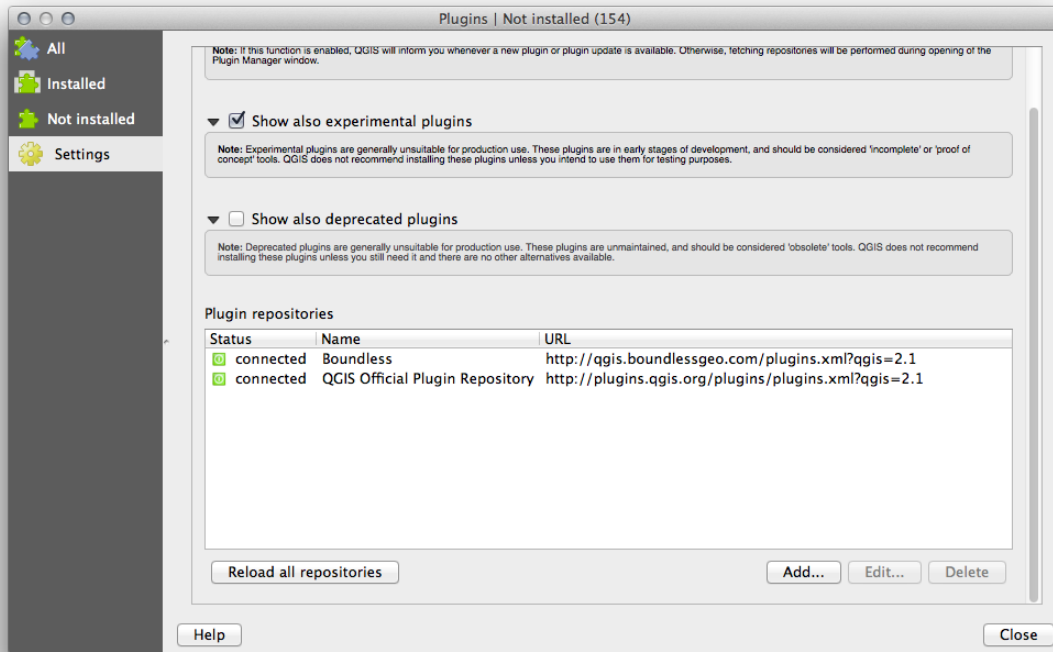 Plugins | Not installed (154)
All
Installed
Not installed
Settings
Note: If this function is enabled, QGIS will inform you whenever a new plugin or plugin update is available. Otherwise, fetching repositories will be performed during opening of the
Plugin Manager window.
Show also experimental plugins
Note: Experimental plugins are generally unsuitable for production use. These plugins are in early stages of development, and should be considered 'incomplete' or 'proof of
concept' tools. QGIS does not recommend installing these plugins unless you intend to use them for testing purposes.
Show also deprecated plugins
Note: Deprecated plugins are generally unsuitable for production use. These plugins are unmaintained, and should be considered 'obsolete' tools. QGIS does not recommend
installing these plugins unless you still need it and there are no other alternatives available.
Plugin repositories
Status Name URL
connected Boundless http://qgis.boundlessgeo.com/plugins.xml?qgis=2.1
connected QGIS Official Plugin Repository http://plugins.qgis.org/plugins/plugins.xml?qgis=2.1
Reload all repositories Add... Edit... Delete
Help Close